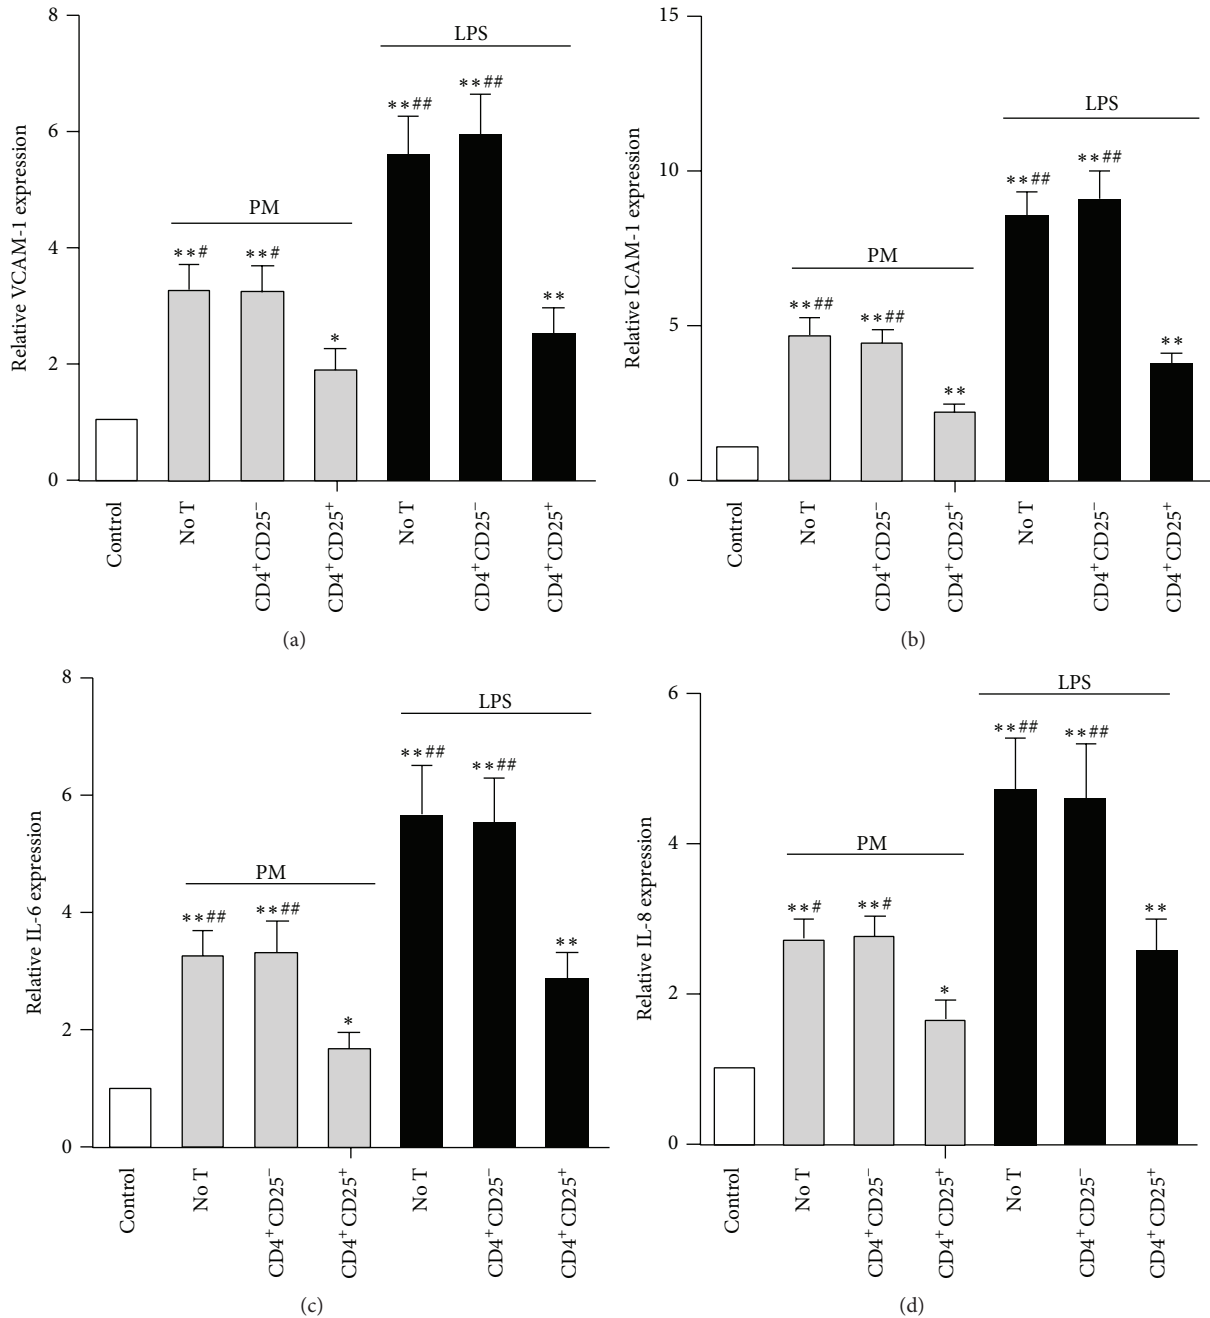 Relative VCAM-1 expression
8
6
4
2
0
PM
LPS
**#
**#
*
**##
**##
**
Control
No T
CD4⁺CD25⁻
CD4⁺CD25⁺
No T
CD4⁺CD25⁻
CD4⁺CD25⁺
(a)
Relative ICAM-1 expression
15
10
5
0
PM
LPS
**##
**##
**
**##
**##
**
Control
No T
CD4⁺CD25⁻
CD4⁺CD25⁺
No T
CD4⁺CD25⁻
CD4⁺CD25⁺
(b)
Relative IL-6 expression
8
6
4
2
0
PM
LPS
**##
**##
*
**##
**##
**
Control
No T
CD4⁺CD25⁻
CD4⁺CD25⁺
No T
CD4⁺CD25⁻
CD4⁺CD25⁺
(c)
Relative IL-8 expression
6
4
2
0
PM
LPS
**#
**#
*
**##
**##
**
Control
No T
CD4⁺CD25⁻
CD4⁺CD25⁺
No T
CD4⁺CD25⁻
CD4⁺CD25⁺
(d)